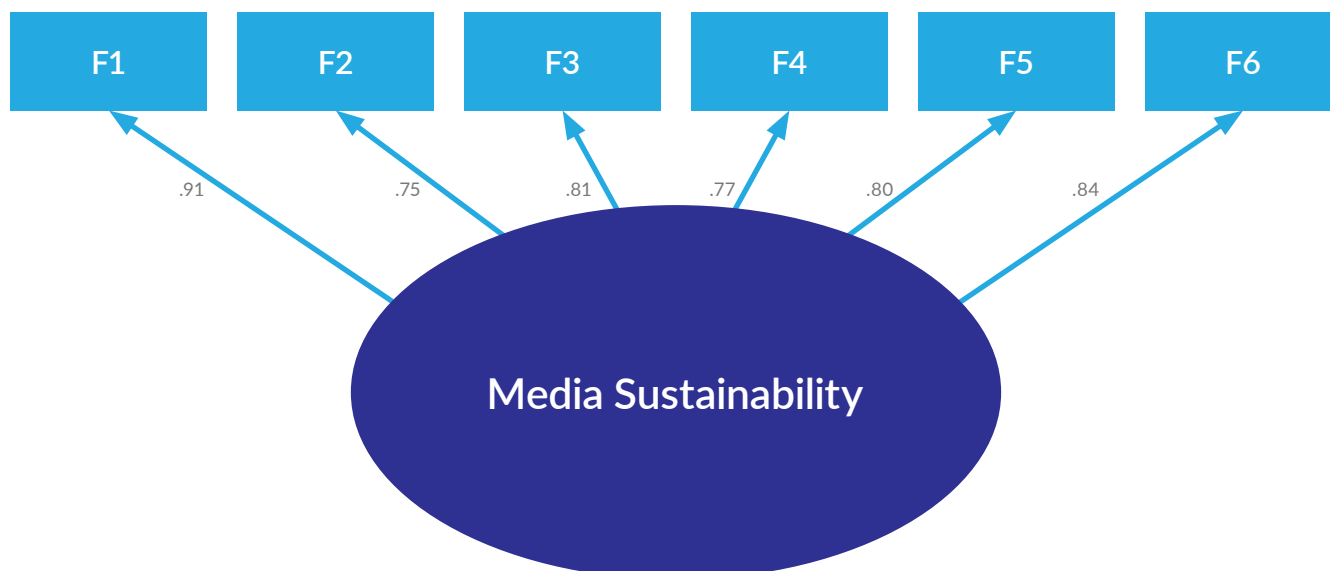 F1
F2
F3
F4
F5
F6
.91
.75
.81
.77
.80
.84
Media Sustainability